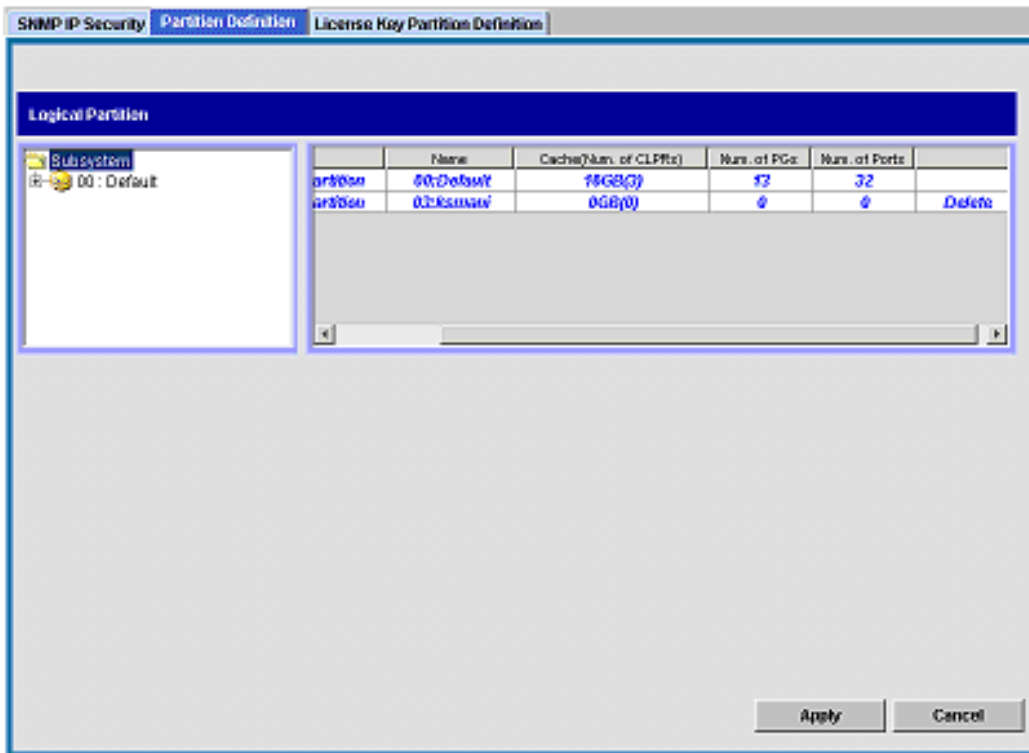 SNMP IP Security Partition Definition License Key Partition Definition
Logical Partition
Subsystem
00 : Default
Name Cache(Num. of CLPRs) Num. of PGs Num. of Ports
artition 00:Default 16GB(3) 13 32
artition 0GB(0) 0 0 Delete
Apply Cancel